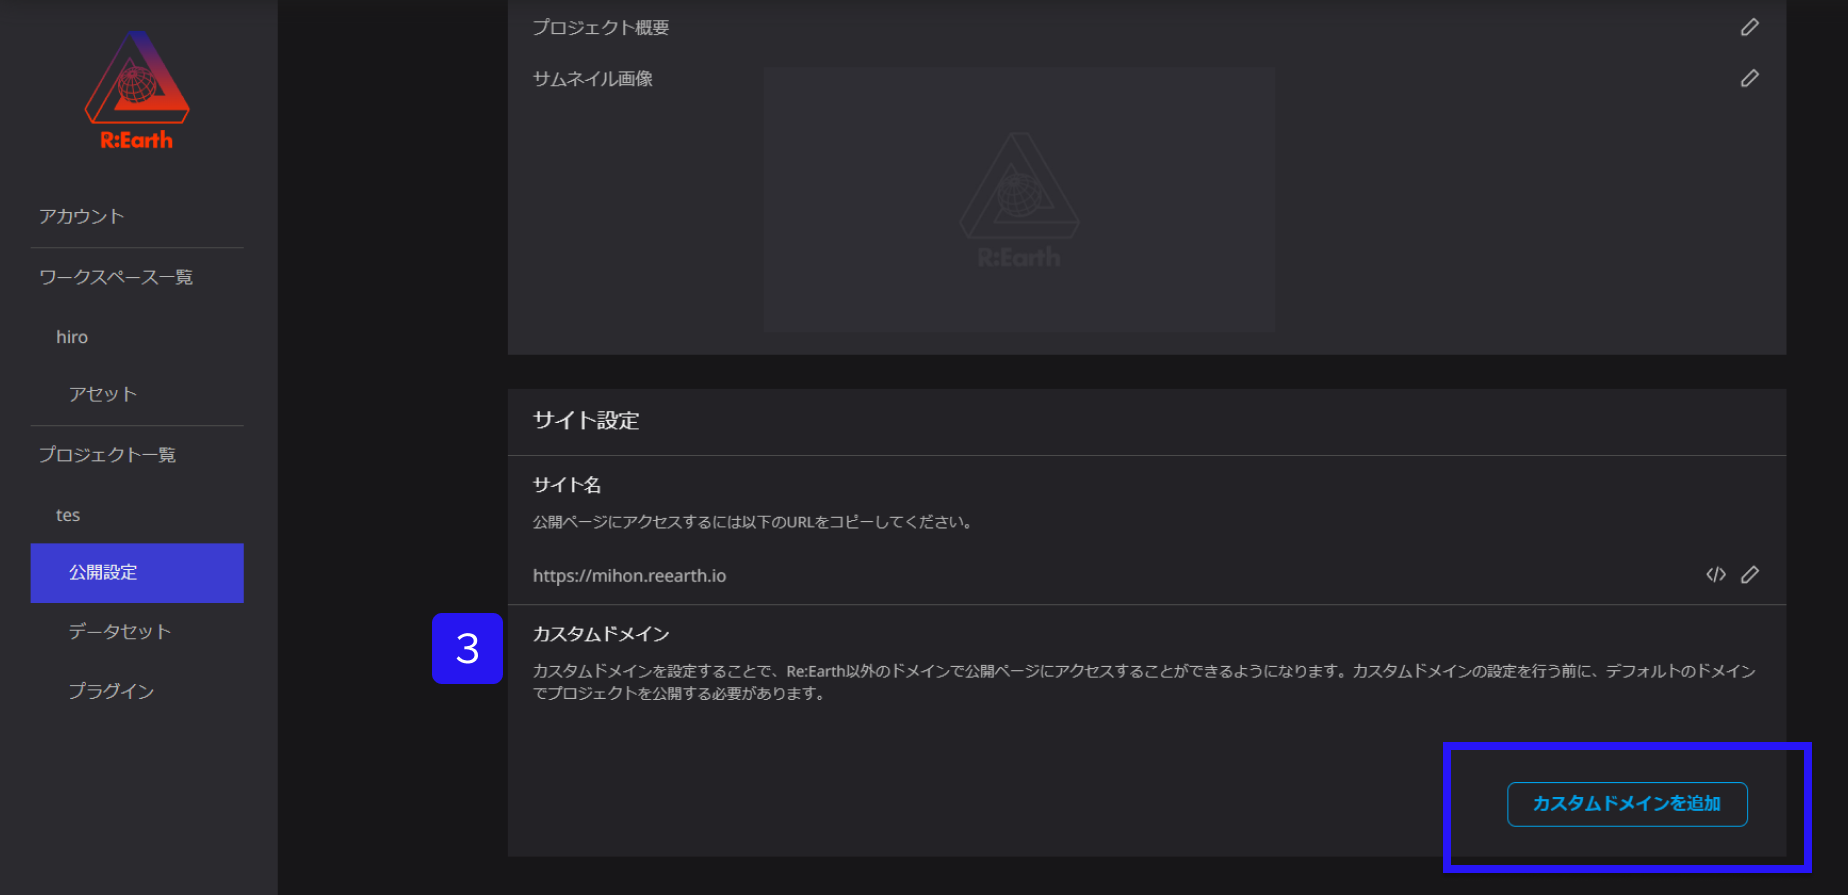 R:Earth
アカウント
ワークスペース一覧
hiro
アセット
プロジェクト一覧
tes
公開設定
データセット
プラグイン
プロジェクト概要
サムネイル画像
R:Earth
サイト設定
サイト名
公開ページにアクセスするには以下のURLをコピーしてください。
https://mihon.reearth.io
3
カスタムドメイン
カスタムドメインを設定することで、Re:Earth以外のドメインで公開ページにアクセスすることができるようになります。カスタムドメインの設定を行う前に、デフォルトのドメイン
でプロジェクトを公開する必要があります。
カスタムドメインを追加